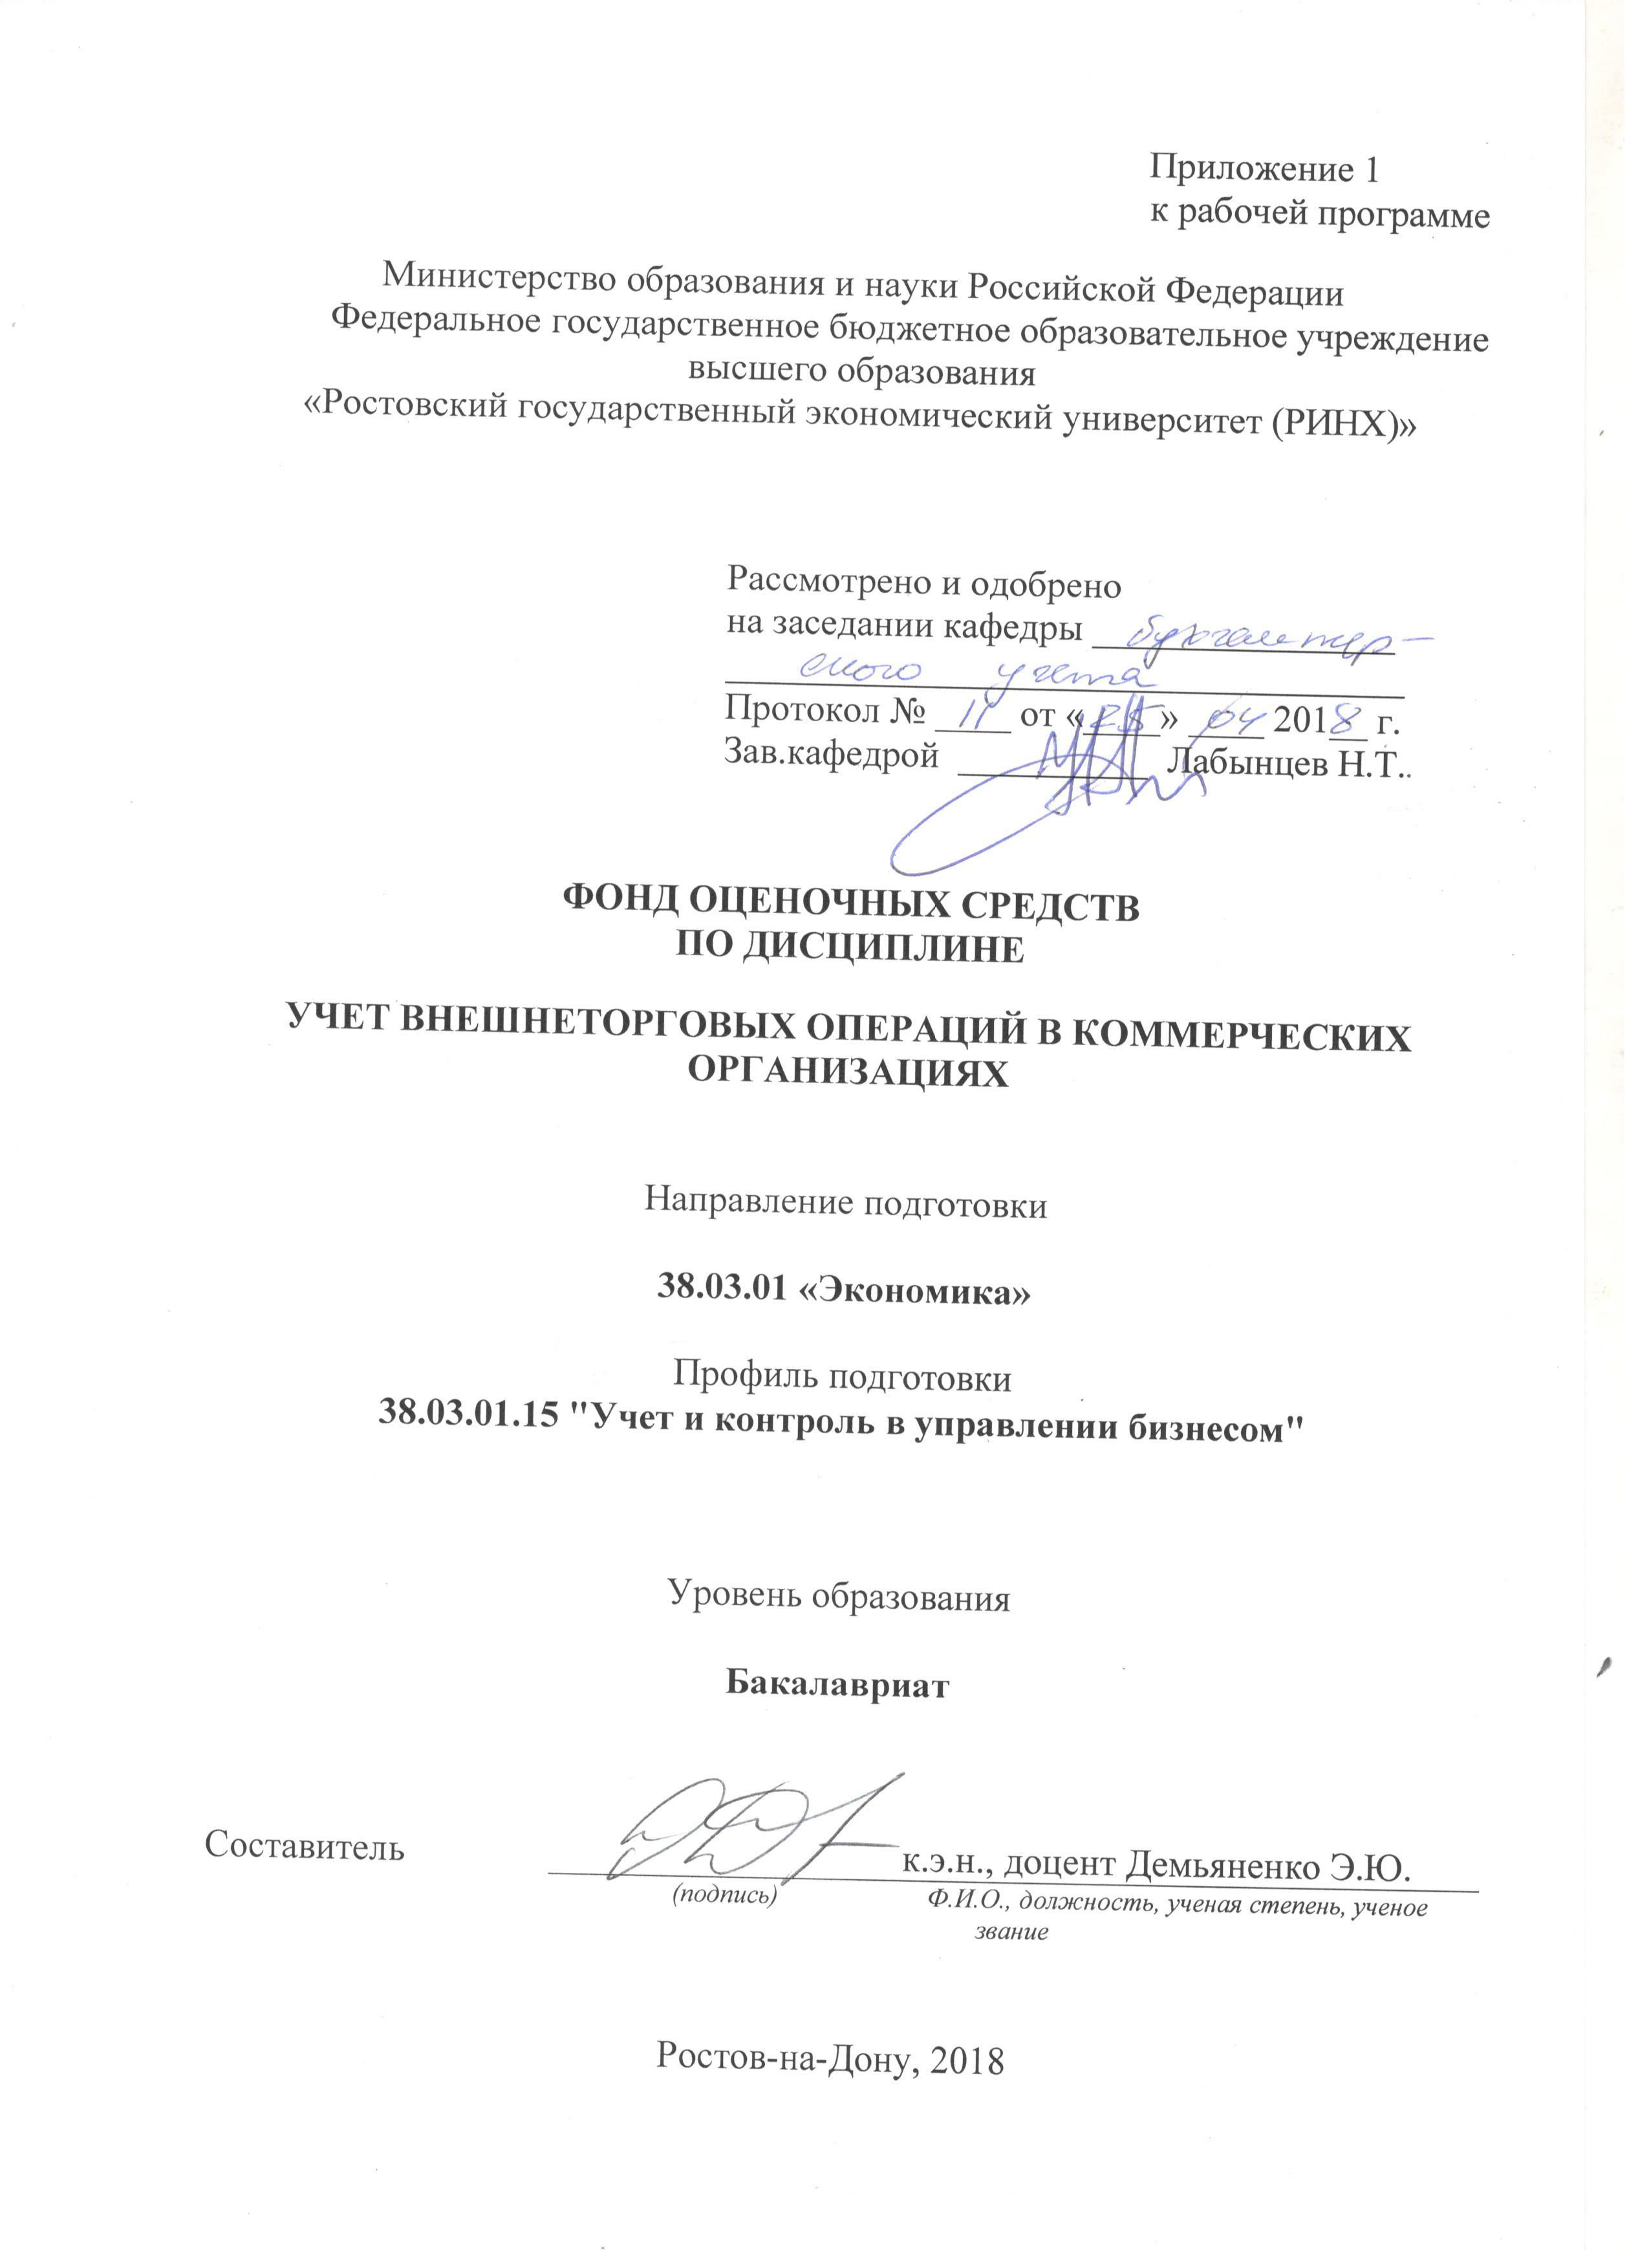 Приложение 1
к рабочей программе
Министерство образования и науки Российской Федерации
Федеральное государственное бюджетное образовательное учреждение
высшего образования
«Ростовский государственный экономический университет (РИНХ)»
Рассмотрено и одобрено
на заседании кафедры бухгалтер-
ского учета
Протокол № 11 от «25» 04 2018 г.
Зав.кафедрой Лабынцев Н.Т..
ФОНД ОЦЕНОЧНЫХ СРЕДСТВ
ПО ДИСЦИПЛИНЕ
УЧЕТ ВНЕШНЕТОРГОВЫХ ОПЕРАЦИЙ В КОММЕРЧЕСКИХ
ОРГАНИЗАЦИЯХ
Направление подготовки
38.03.01 «Экономика»
Профиль подготовки
38.03.01.15 "Учет и контроль в управлении бизнесом"
Уровень образования
Бакалавриат
Составитель к.э.н., доцент Демьяненко Э.Ю.
(подпись) Ф.И.О., должность, ученая степень, ученое
звание
Ростов-на-Дону, 2018